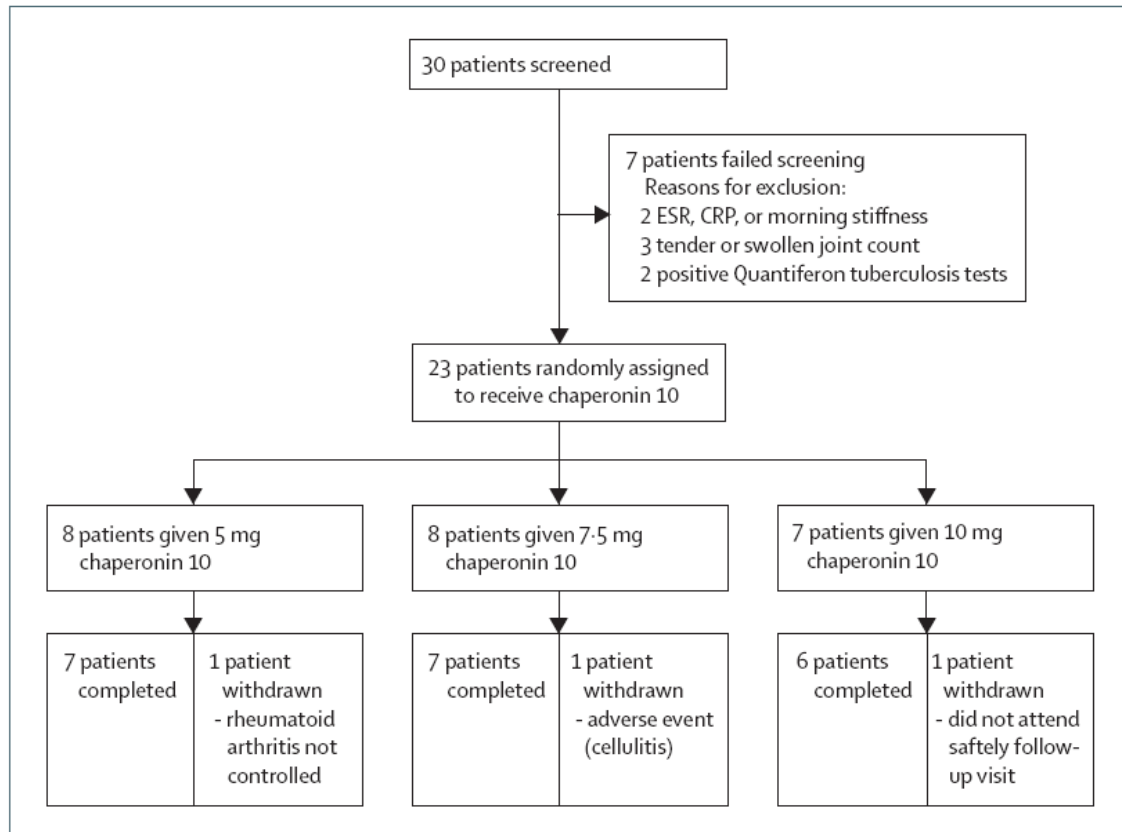 30 patients screened
7 patients failed screening
Reasons for exclusion:
2 ESR, CRP, or morning stiffness
3 tender or swollen joint count
2 positive Quantiferon tuberculosis tests
23 patients randomly assigned
to receive chaperonin 10
8 patients given 5 mg
chaperonin 10
8 patients given 7·5 mg
chaperonin 10
7 patients given 10 mg
chaperonin 10
7 patients
completed
1 patient
withdrawn
- rheumatoid
arthritis not
controlled
7 patients
completed
1 patient
withdrawn
- adverse event
(cellulitis)
6 patients
completed
1 patient
withdrawn
- did not attend
saftely follow-
up visit